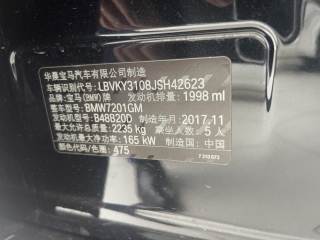 华晨宝马汽车有限公司制造
车辆识别代号: LBVKY3108JSH42623
品牌: 宝马(BMW)牌 发动机排量: 1998 ml
整车型号: BMW7201GM
发动机型号: B48B20D 制造年月: 2017.11
最大允许总质量: 2235 kg 乘坐人数: 5人
发动机最大净功率: 165 kW 制造国: 中国
颜色代码/色图: 475
7 310 673